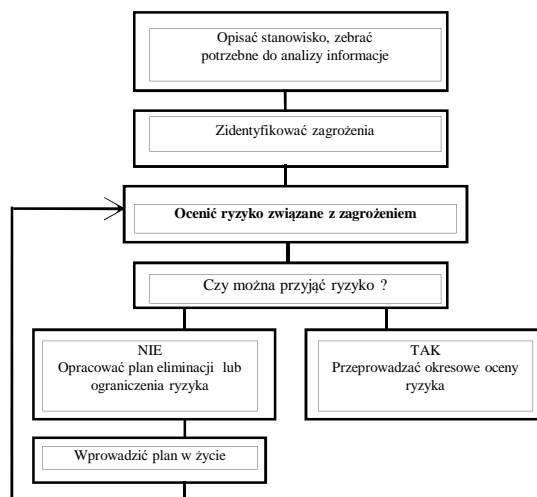 Opisać stanowisko, zebrać
potrzebne do analizy informacje
Zidentyfikować zagrożenia
Ocenić ryzyko związane z zagrożeniem
Czy można przyjąć ryzyko ?
NIE
Opracować plan eliminacji lub
ograniczenia ryzyka
TAK
Przeprowadzać okresowe oceny
ryzyka
Wprowadzić plan w życie